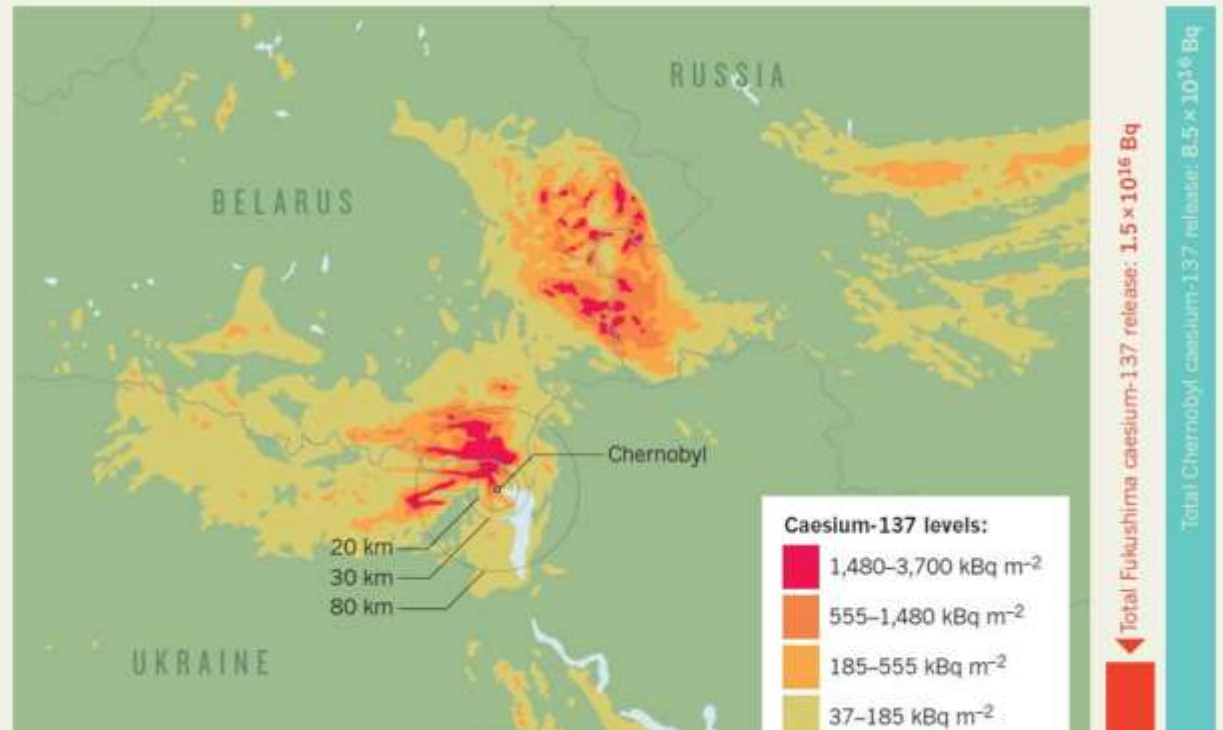 RUSSIA
BELARUS
Chernobyl
20 km
30 km
80 km
UKRAINE
Caesium-137 levels:
1,480–3,700 kBq m⁻²
555–1,480 kBq m⁻²
185–555 kBq m⁻²
37–185 kBq m⁻²
Total Fukushima caesium-137 release: 1.5 × 10¹⁶ Bq
Total Chernobyl caesium-137 release: 8.5 × 10¹⁶ Bq